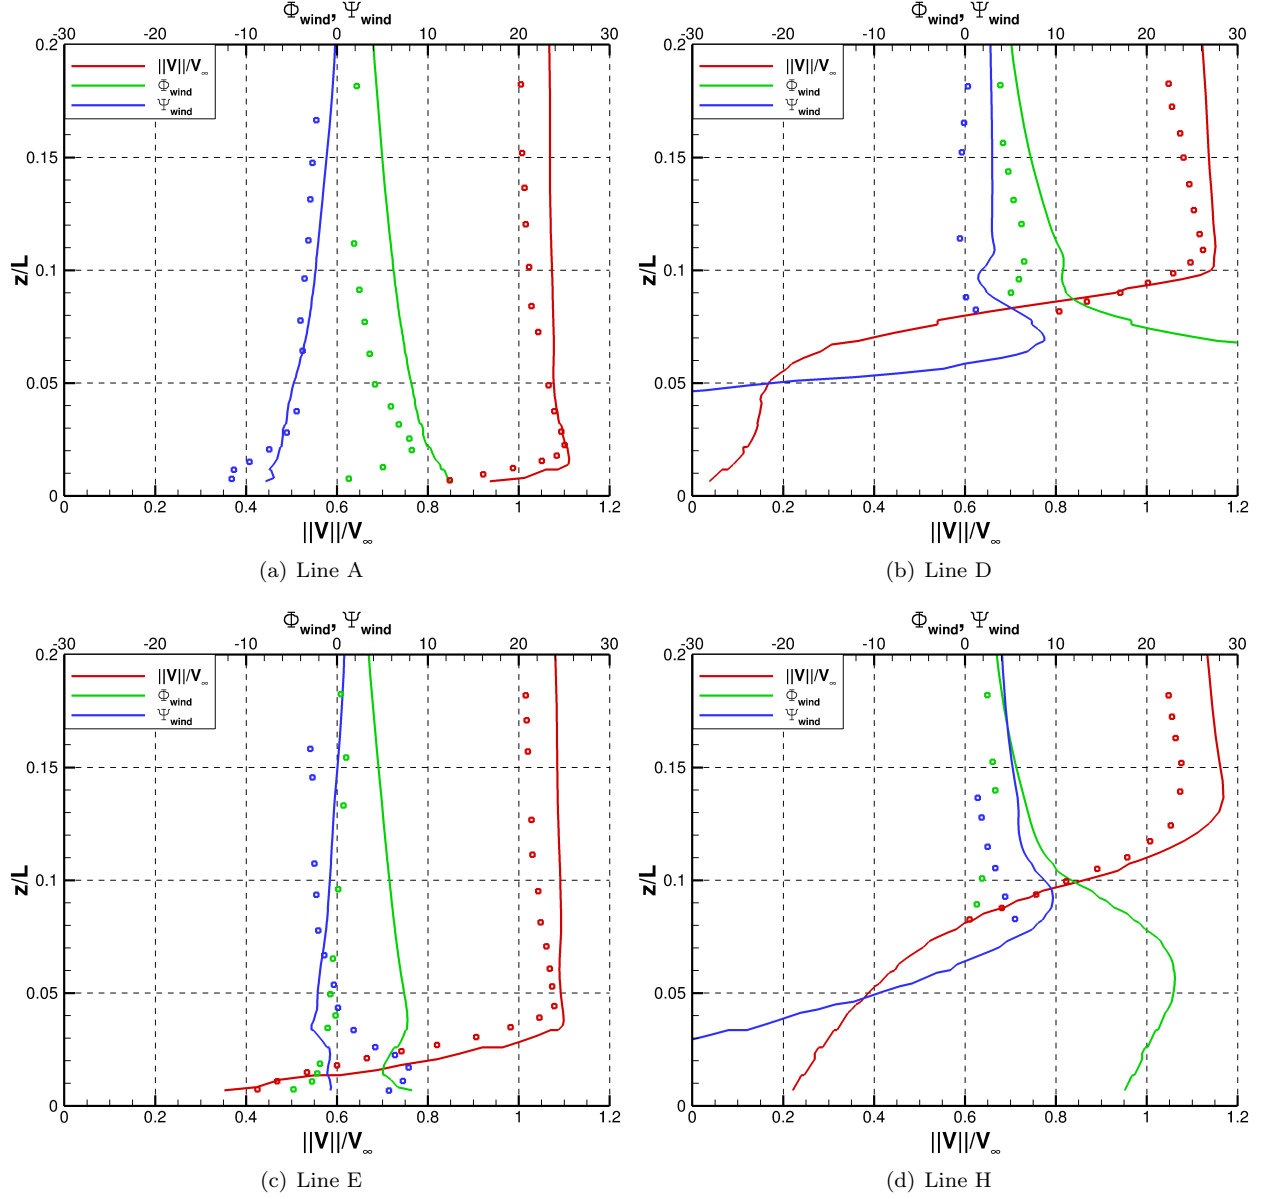 Φwind, Ψwind
Φwind, Ψwind
-30 -20 -10 0 10 20 30
-30 -20 -10 0 10 20 30
||V||/V∞
Φwind
Ψwind
||V||/V∞
Φwind
Ψwind
0.2
0.15
0.1
0.05
0
z/L
0.2
0.15
0.1
0.05
0
z/L
0 0.2 0.4 0.6 0.8 1 1.2
0 0.2 0.4 0.6 0.8 1 1.2
||V||/V∞
||V||/V∞
(a) Line A
(b) Line D
Φwind, Ψwind
Φwind, Ψwind
-30 -20 -10 0 10 20 30
-30 -20 -10 0 10 20 30
||V||/V∞
Φwind
Ψwind
||V||/V∞
Φwind
Ψwind
0.2
0.15
0.1
0.05
0
z/L
0.2
0.15
0.1
0.05
0
z/L
0 0.2 0.4 0.6 0.8 1 1.2
0 0.2 0.4 0.6 0.8 1 1.2
||V||/V∞
||V||/V∞
(c) Line E
(d) Line H